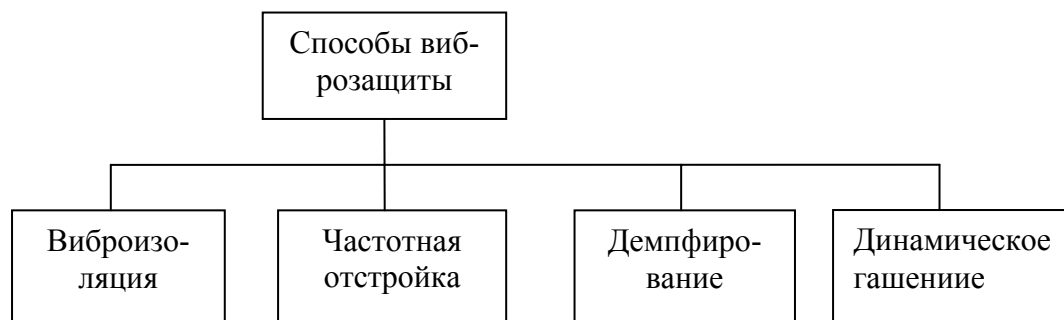 Способы виб-
розащиты
Виброизо-
ляция
Частотная
отстройка
Демпфиро-
вание
Динамическое
гашениие